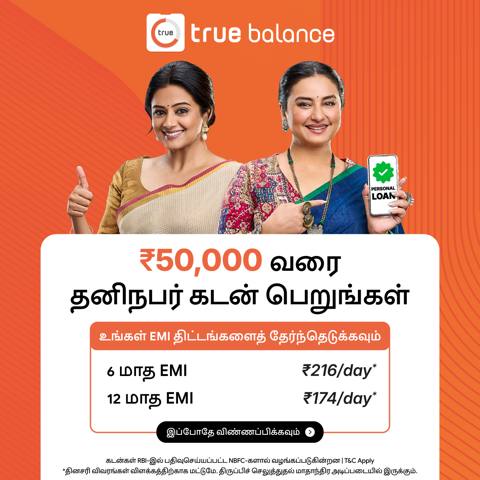 true
true balance
PERSONAL
LOAN
₹50,000 வரை
தனிநபர் கடன் பெறுங்கள்
உங்கள் EMI திட்டங்களைத் தேர்ந்தெடுக்கவும்
6 மாத EMI ₹216/day*
12 மாத EMI ₹174/day*
இப்போதே விண்ணப்பிக்கவும்
கடன்கள் RBI-இல் பதிவுசெய்யப்பட்ட NBFC-களால் வழங்கப்படுகின்றன | T&C Apply
*தினசரி விவரங்கள் விளக்கத்திற்காக மட்டுமே. திருப்பிச் செலுத்துதல் மாதாந்திர அடிப்படையில் இருக்கும்.